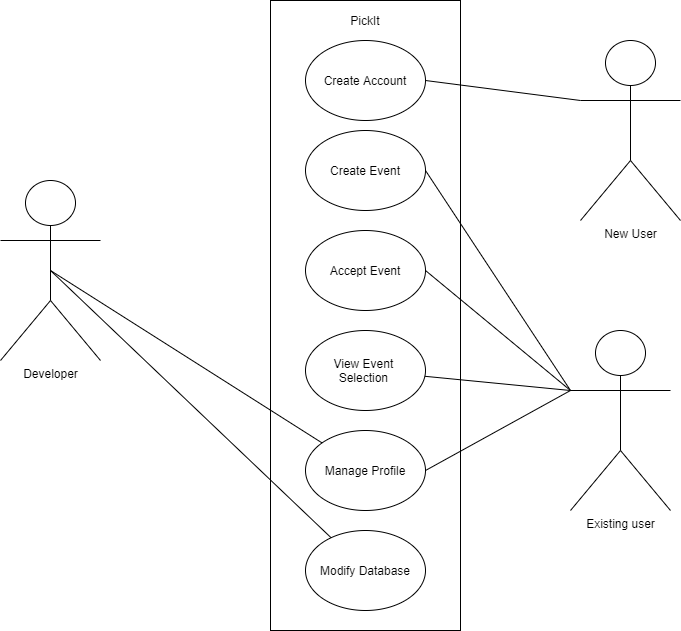 PickIt
Create Account
Create Event
New User
Accept Event
View Event
Selection
Developer
Manage Profile
Existing user
Modify Database